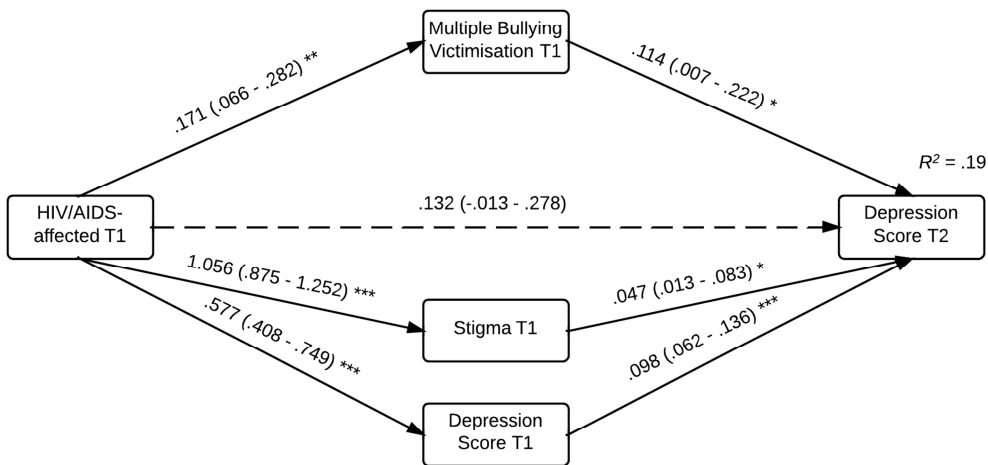 Multiple Bullying
Victimisation T1
.171 (.066 - .282) **
.114 (.007 - .222) *
R² = .19
HIV/AIDS-
affected T1
.132 (-.013 - .278)
Depression
Score T2
1.056 (.875 - 1.252) ***
.047 (.013 - .083) *
Stigma T1
.577 (.408 - .749) ***
.098 (.062 - .136) ***
Depression
Score T1